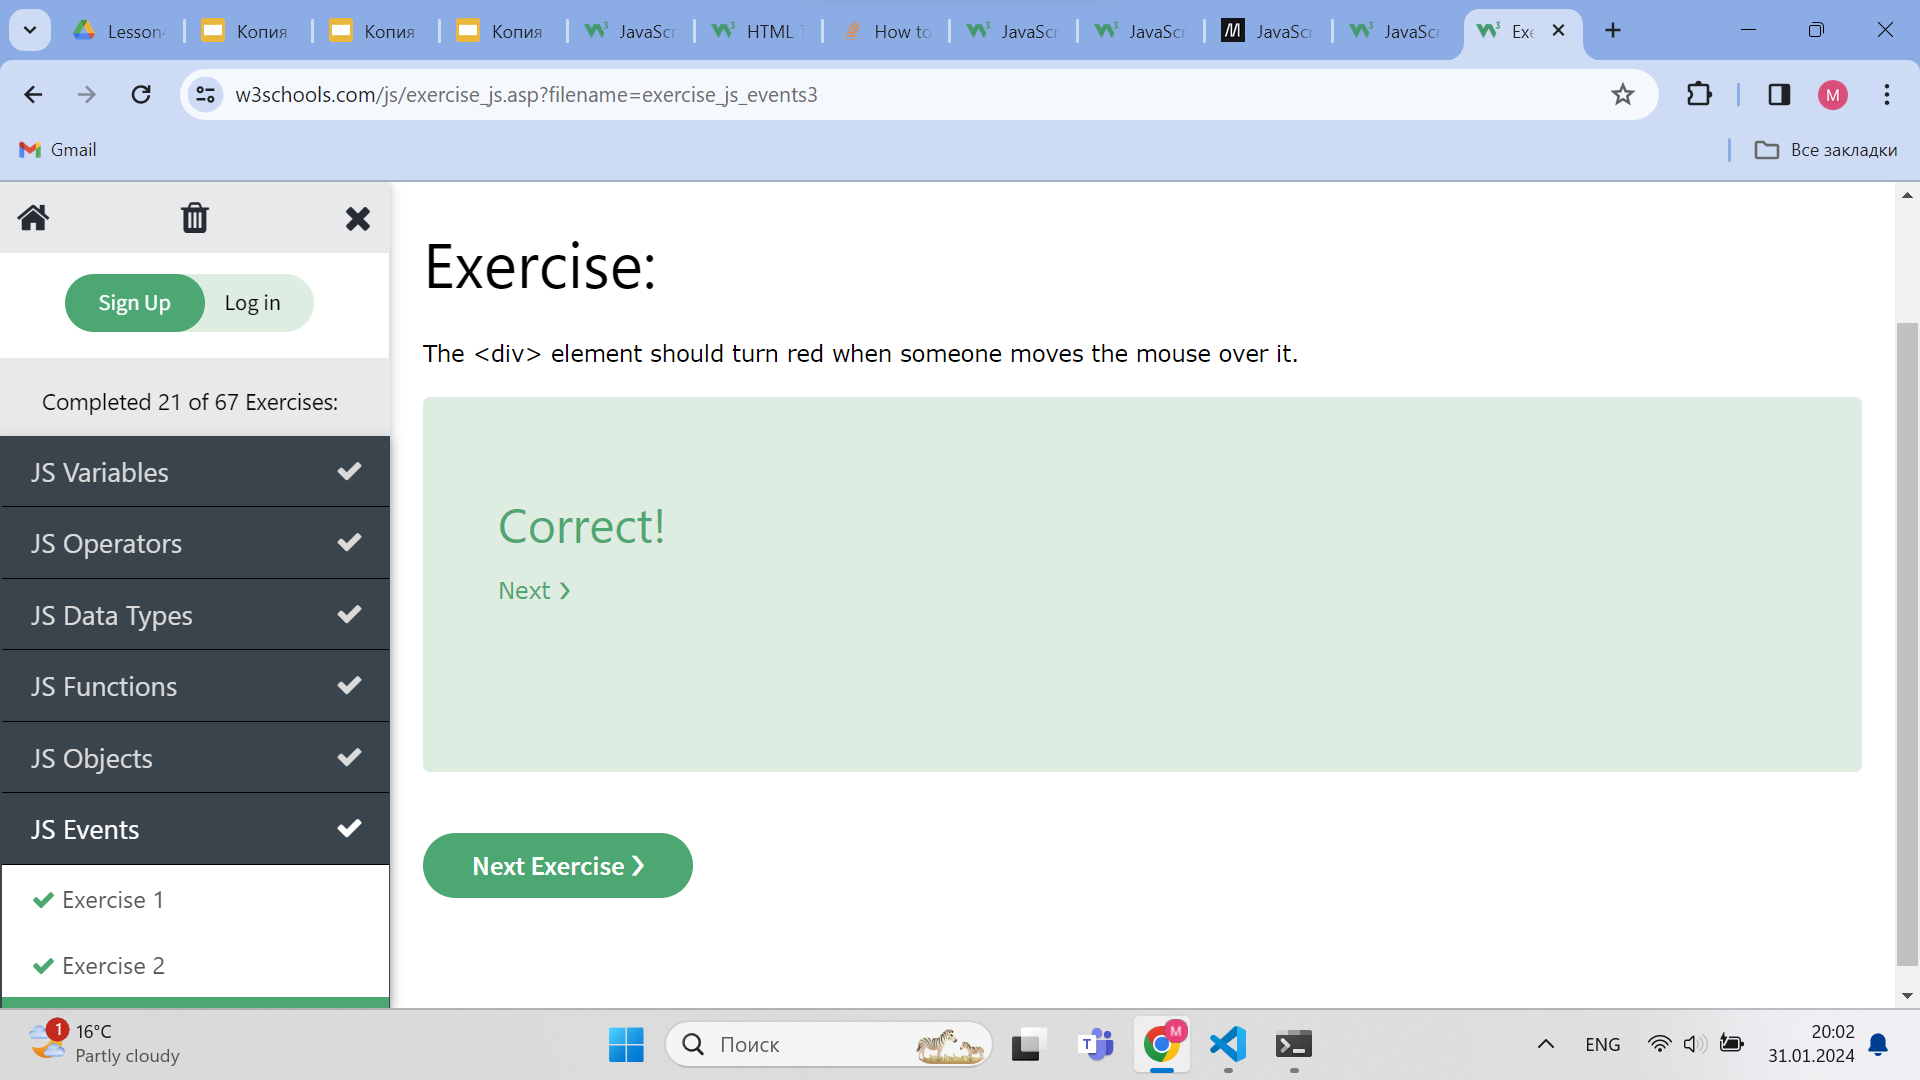 Lesson
Копия
Копия
Копия
JavaScr
HTML
How to
JavaScr
JavaScr
JavaScr
JavaScr
Exe
w3schools.com/js/exercise_js.asp?filename=exercise_js_events3
M
Gmail
Все закладки
Sign Up
Log in
Completed 21 of 67 Exercises:
JS Variables
JS Operators
JS Data Types
JS Functions
JS Objects
JS Events
Exercise 1
Exercise 2
Exercise:
The <div> element should turn red when someone moves the mouse over it.
Correct!
Next ❯
Next Exercise ❯
1
16°C
Partly cloudy
Поиск
T
M
ENG
20:02
31.01.2024